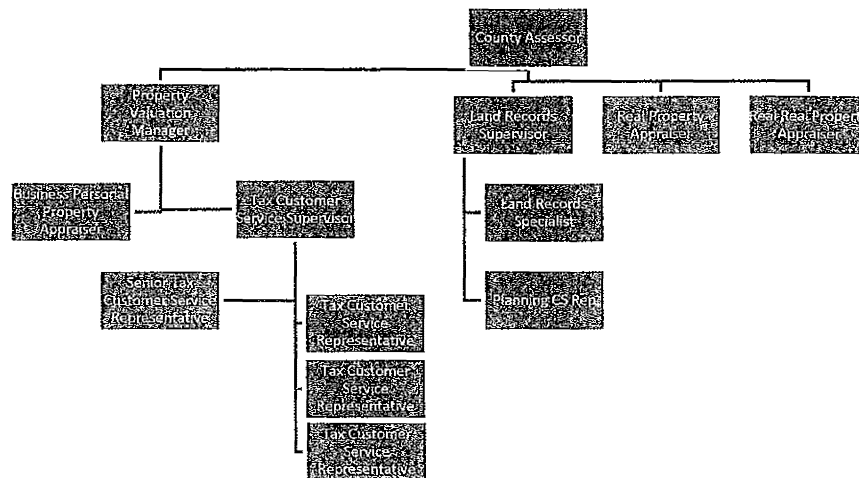 County Assessor
Property
Valuation
Manager
Land Records
Supervisor
Real Property
Appraiser
Real Real Property
Appraiser
Business Personal
Property
Appraiser
Tax Customer
Service Supervisor
Land Records
Specialist
Senior Tax
Customer Service
Representative
Planning CS Rep
Tax Customer
Service
Representative
Tax Customer
Service
Representative
Tax Customer
Service
Representative